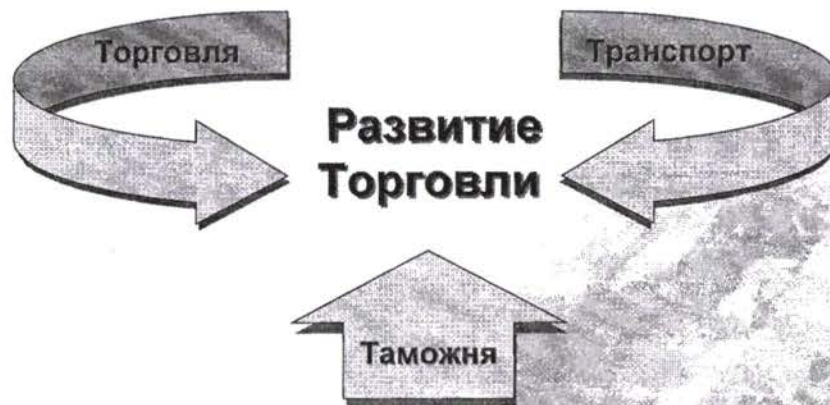 Торговля
Транспорт
Развитие
Торговли
Таможня